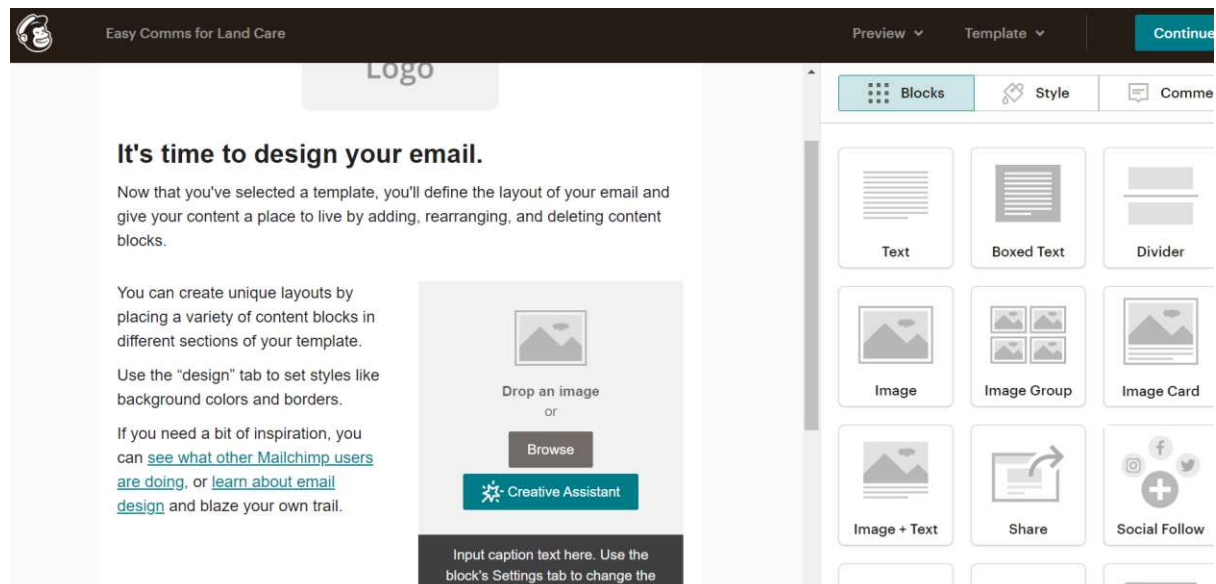 Easy Comms for Land Care
Preview
Template
Continue
Logo
Blocks
Style
Comme
It's time to design your email.
Now that you've selected a template, you'll define the layout of your email and
give your content a place to live by adding, rearranging, and deleting content
blocks.
You can create unique layouts by
placing a variety of content blocks in
different sections of your template.
Use the “design” tab to set styles like
background colors and borders.
If you need a bit of inspiration, you
can see what other Mailchimp users
are doing, or learn about email
design and blaze your own trail.
Drop an image
or
Browse
Creative Assistant
Input caption text here. Use the
block's Settings tab to change the
Text
Boxed Text
Divider
Image
Image Group
Image Card
Image + Text
Share
Social Follow